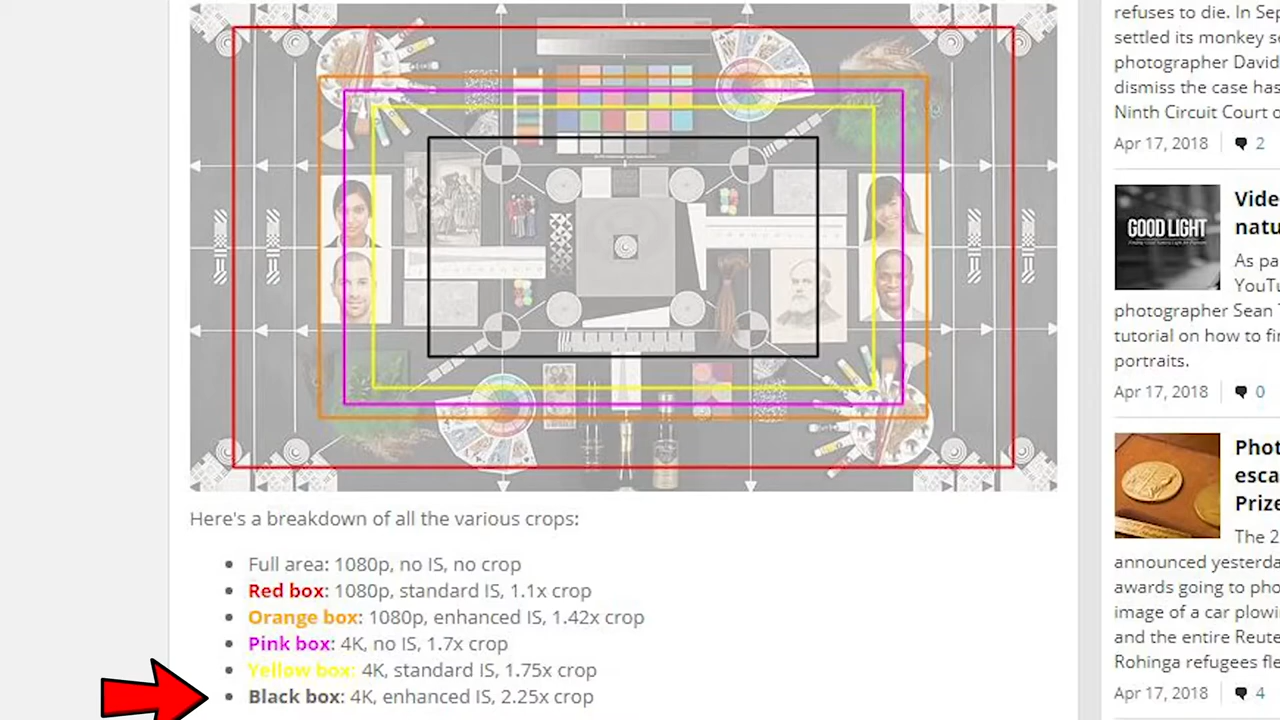 refuses to die. In Sep
settled its monkey se
photographer David
dismiss the case has
Ninth Circuit Court o
Apr 17, 2018 2
Vide
natu
GOOD LIGHT
As pa
YouTu
photographer Sean
tutorial on how to fi
portraits.
Apr 17, 2018 0
Phot
esca
Prize
The 2
announced yesterda
awards going to pho
image of a car plowi
and the entire Reute
Rohinga refugees fle
Apr 17, 2018 4
Here's a breakdown of all the various crops:
Full area: 1080p, no IS, no crop
Red box: 1080p, standard IS, 1.1x crop
Orange box: 1080p, enhanced IS, 1.42x crop
Pink box: 4K, no IS, 1.7x crop
Yellow box: 4K, standard IS, 1.75x crop
Black box: 4K, enhanced IS, 2.25x crop